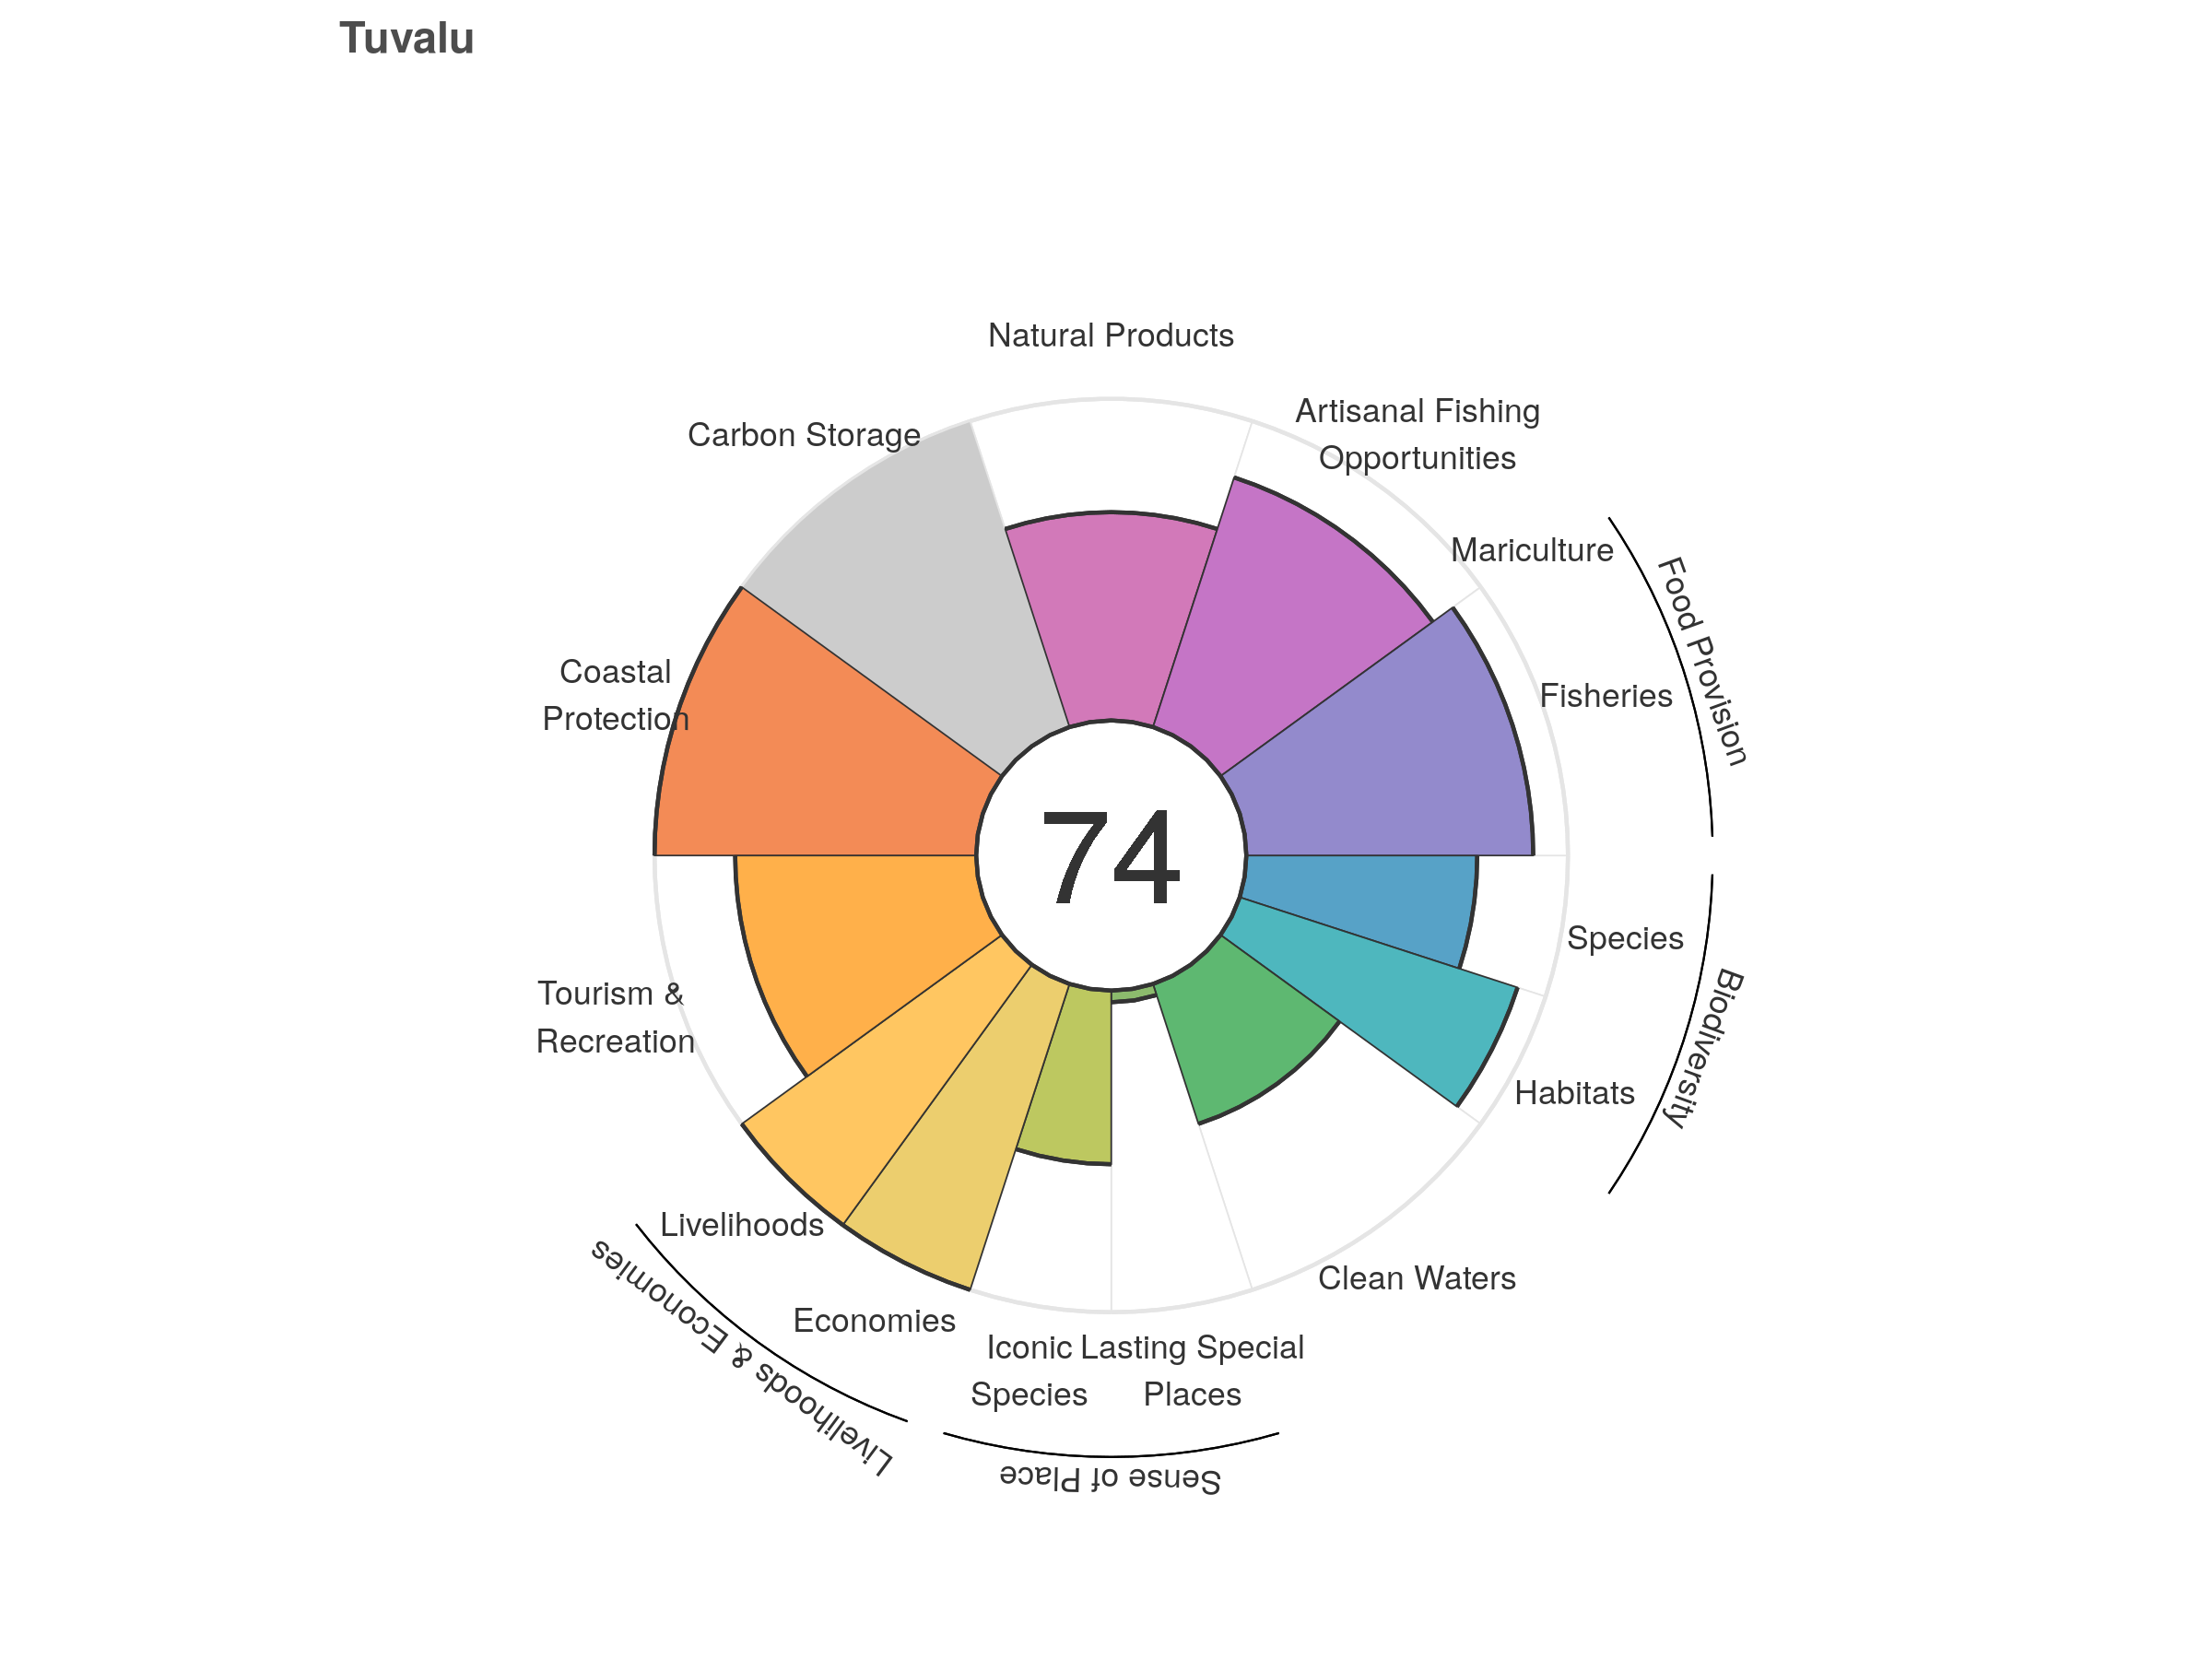 Tuvalu
Natural Products
Artisanal Fishing
Opportunities
Carbon Storage
Mariculture
Food Provision
Fisheries
Coastal
Protection
74
Species
Biodiversity
Tourism &
Recreation
Habitats
Livelihoods
Clean Waters
Economies
Livelihoods & Economies
Iconic
Species
Lasting Special
Places
Sense of Place